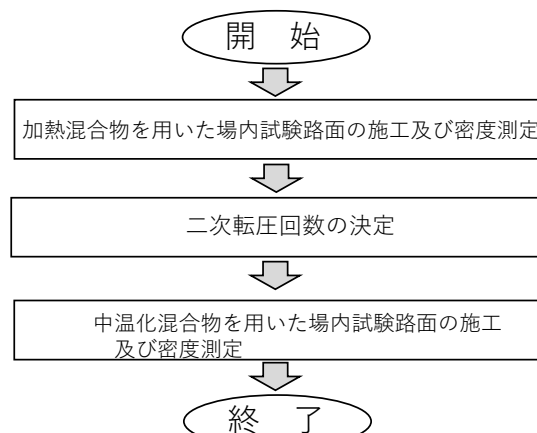 開　始
加熱混合物を用いた場内試験路面の施工及び密度測定
二次転圧回数の決定
中温化混合物を用いた場内試験路面の施工
及び密度測定
終　了